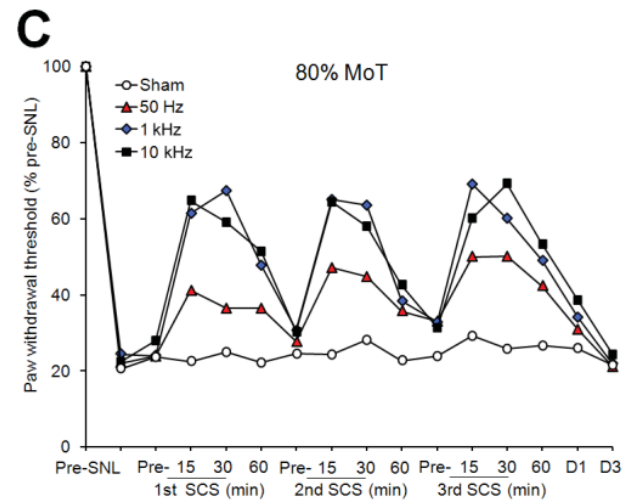 C
80% MoT
Sham
50 Hz
1 kHz
10 kHz
Paw withdrawal threshold (% pre-SNL)
100
80
60
40
20
0
Pre-SNL Pre- 15 30 60 Pre- 15 30 60 Pre- 15 30 60 D1 D3
1st SCS (min) 2nd SCS (min) 3rd SCS (min)